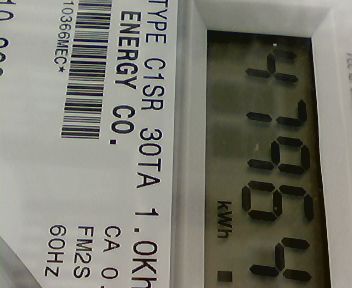 47864
kWh
TYPE C1SR 30TA 1.0Kh
ENERGY CO.
CA 0.
FM2S
60Hz
10366MEC*